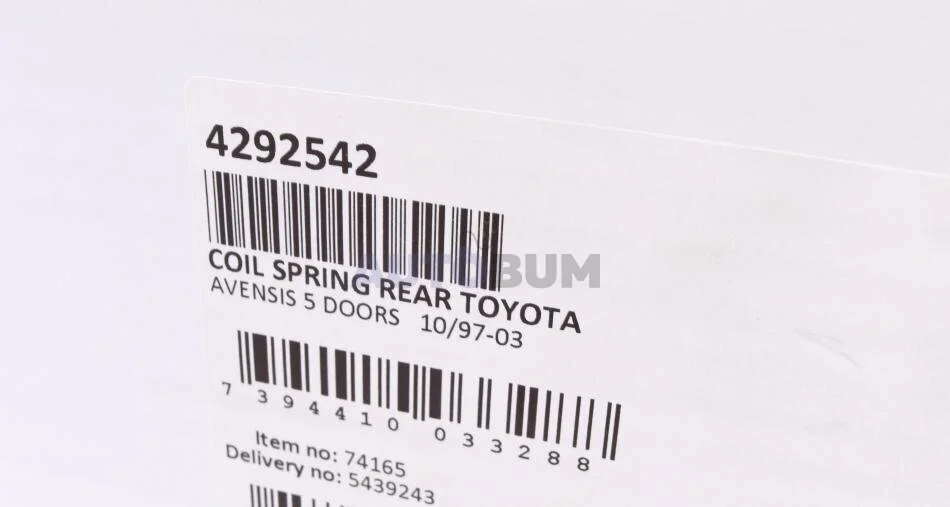 4292542
AUTOBUM
COIL SPRING REAR TOYOTA
AVENSIS 5 DOORS 10/97-03
7 394410 033288
Item no: 74165
Delivery no: 5439243